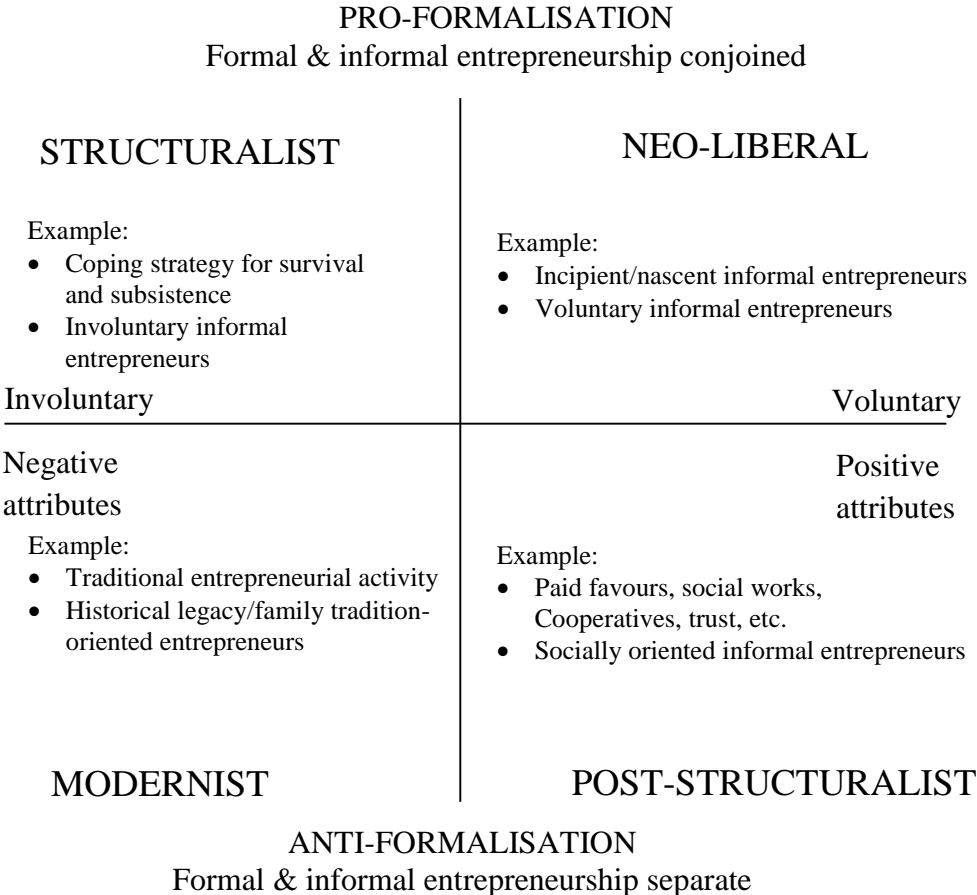 PRO-FORMALISATION
Formal & informal entrepreneurship conjoined
STRUCTURALIST
Example:
• Coping strategy for survival
and subsistence
• Involuntary informal
entrepreneurs
NEO-LIBERAL
Example:
• Incipient/nascent informal entrepreneurs
• Voluntary informal entrepreneurs
Involuntary
Voluntary
Negative
attributes
Positive
attributes
Example:
• Traditional entrepreneurial activity
• Historical legacy/family tradition-
oriented entrepreneurs
MODERNIST
Example:
• Paid favours, social works,
Cooperatives, trust, etc.
• Socially oriented informal entrepreneurs
POST-STRUCTURALIST
ANTI-FORMALISATION
Formal & informal entrepreneurship separate